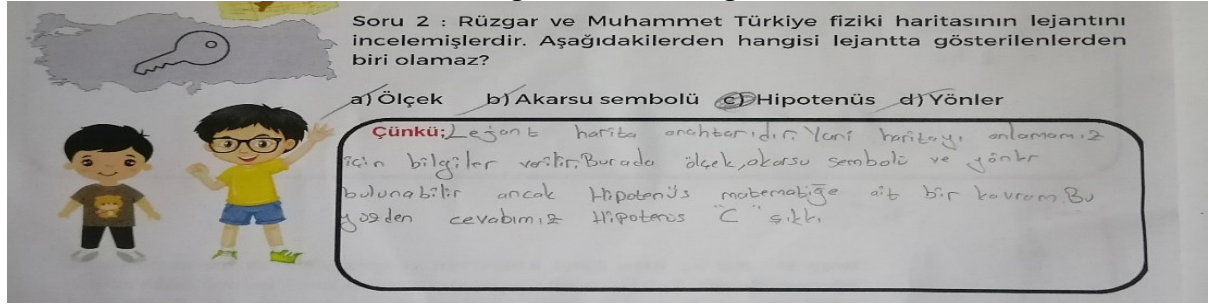 Soru 2 : Rüzgar ve Muhammet Türkiye fiziki haritasının lejantını
incelemişlerdir. Aşağıdakilerden hangisi lejantta gösterilenlerden
biri olamaz?
a) Ölçek b) Akarsu sembolü c) Hipotenüs d) Yönler
Çünkü; Lejant harita anahtarıdır. Yani haritayı anlamamız
için bilgiler verilir. Burada ölçek, akarsu sembolü ve yönler
bulunabilir ancak Hipotenüs matematiğe ait bir kavram. Bu
yüzden cevabımız Hipotenüs "C" şıkkı